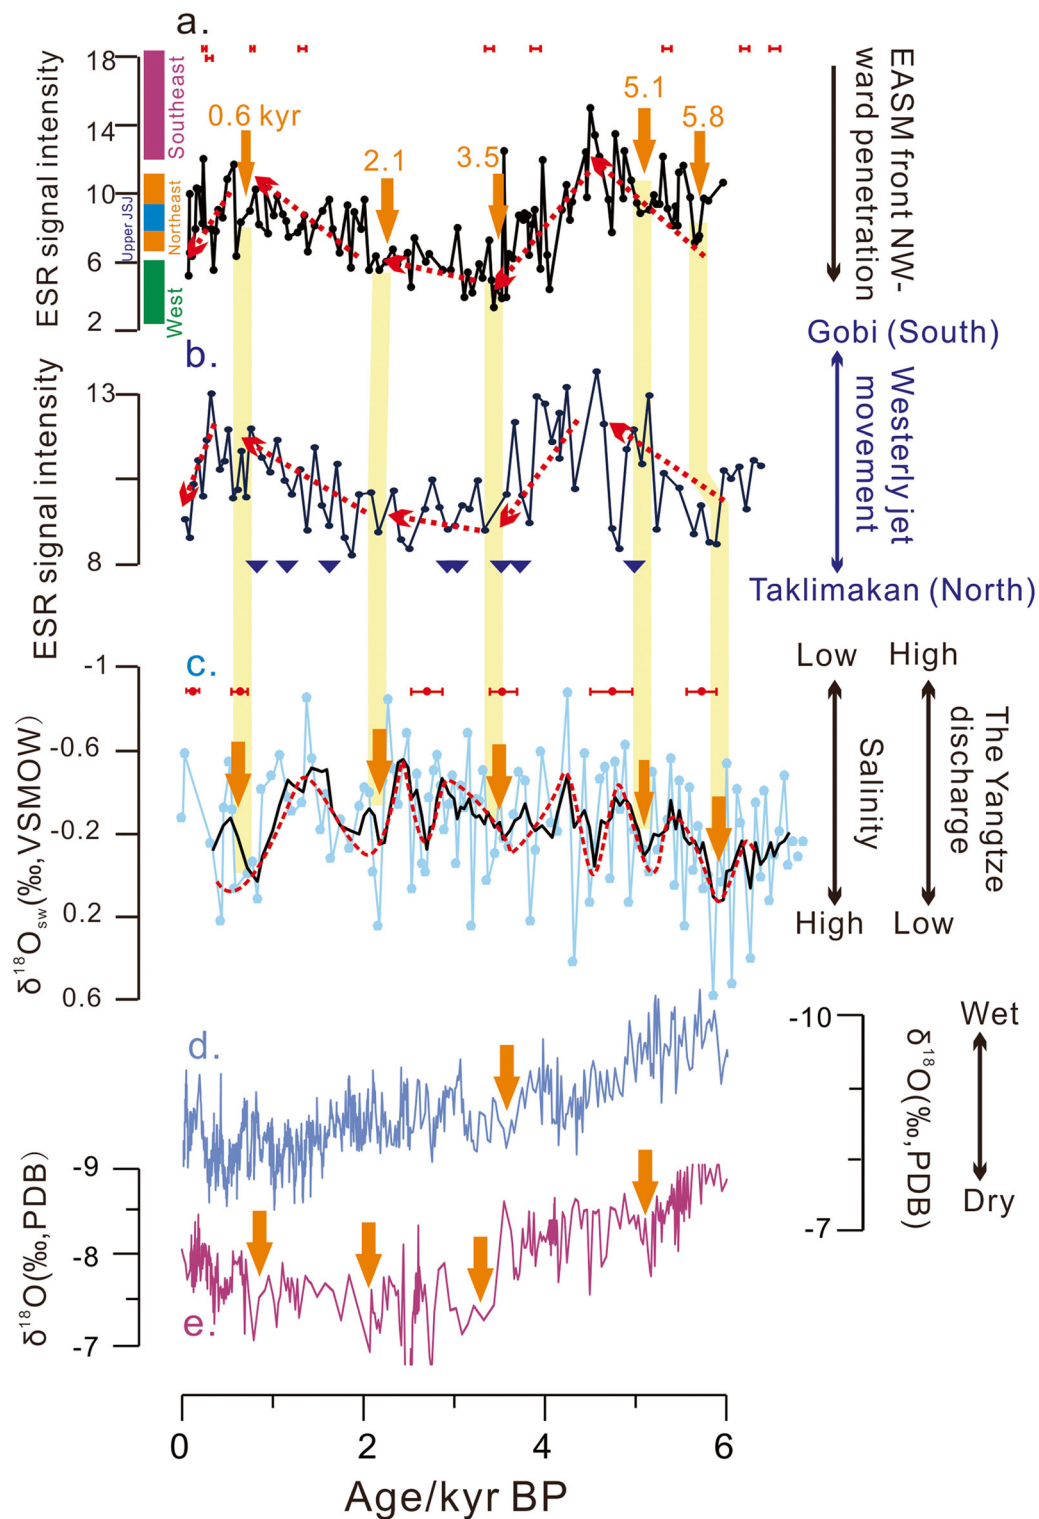 a.
ESR signal intensity
18
14
10
6
2
Southeast
Northeast
Upper JSJ
West
0.6 kyr
2.1
3.5
5.1
5.8
EASM front NW-
ward penetration
b.
ESR signal intensity
13
8
Gobi (South)
Westerly jet
movement
Taklimakan (North)
c.
δ¹⁸Osw(‰,VSMOW)
-1
-0.6
-0.2
0.2
0.6
Low
High
Salinity
The Yangtze
discharge
High
Low
d.
-10
-7
δ¹⁸O(‰,PDB)
Wet
Dry
e.
δ¹⁸O(‰,PDB)
-9
-8
-7
0
2
4
6
Age/kyr BP